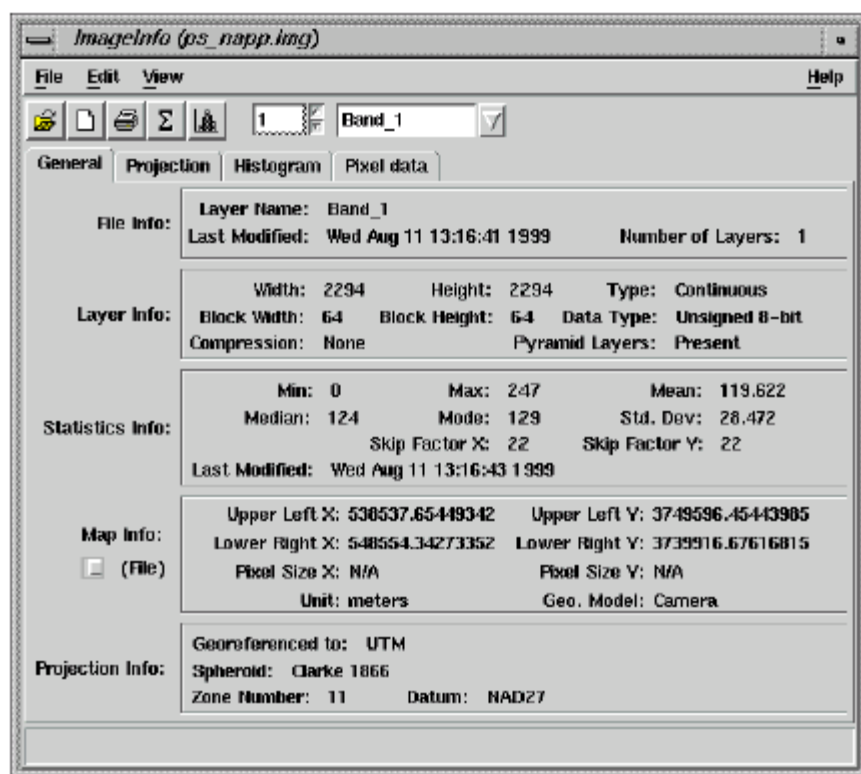 ImageInfo (ps_napp.img)
File Edit View Help
Σ 1 Band_1
General Projection Histogram Pixel data
File Info:
Layer Name: Band_1
Last Modified: Wed Aug 11 13:16:41 1999 Number of Layers: 1
Layer Info:
Width: 2294 Height: 2294 Type: Continuous
Block Width: 64 Block Height: 64 Data Type: Unsigned 8-bit
Compression: None Pyramid Layers: Present
Statistics Info:
Min: 0 Max: 247 Mean: 119.622
Median: 124 Mode: 129 Std. Dev: 28.472
Skip Factor X: 22 Skip Factor Y: 22
Last Modified: Wed Aug 11 13:16:43 1999
Map Info:
(File)
Upper Left X: 538537.65449342 Upper Left Y: 3749596.45443985
Lower Right X: 548554.34273352 Lower Right Y: 3739916.67616815
Pixel Size X: N/A Pixel Size Y: N/A
Unit: meters Geo. Model: Camera
Projection Info:
Georeferenced to: UTM
Spheroid: Clarke 1866
Zone Number: 11 Datum: NAD27